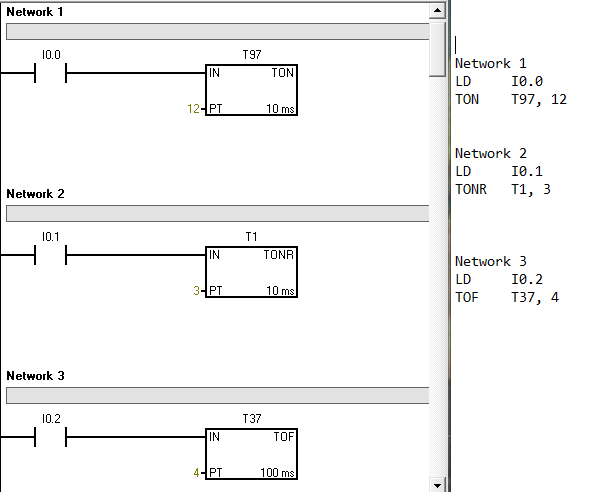 Network 1
I0.0
T97
IN TON
12 PT 10 ms
Network 2
I0.1
T1
IN TONR
3 PT 10 ms
Network 3
I0.2
T37
IN TOF
4 PT 100 ms
Network 1
LD I0.0
TON T97, 12
Network 2
LD I0.1
TONR T1, 3
Network 3
LD I0.2
TOF T37, 4